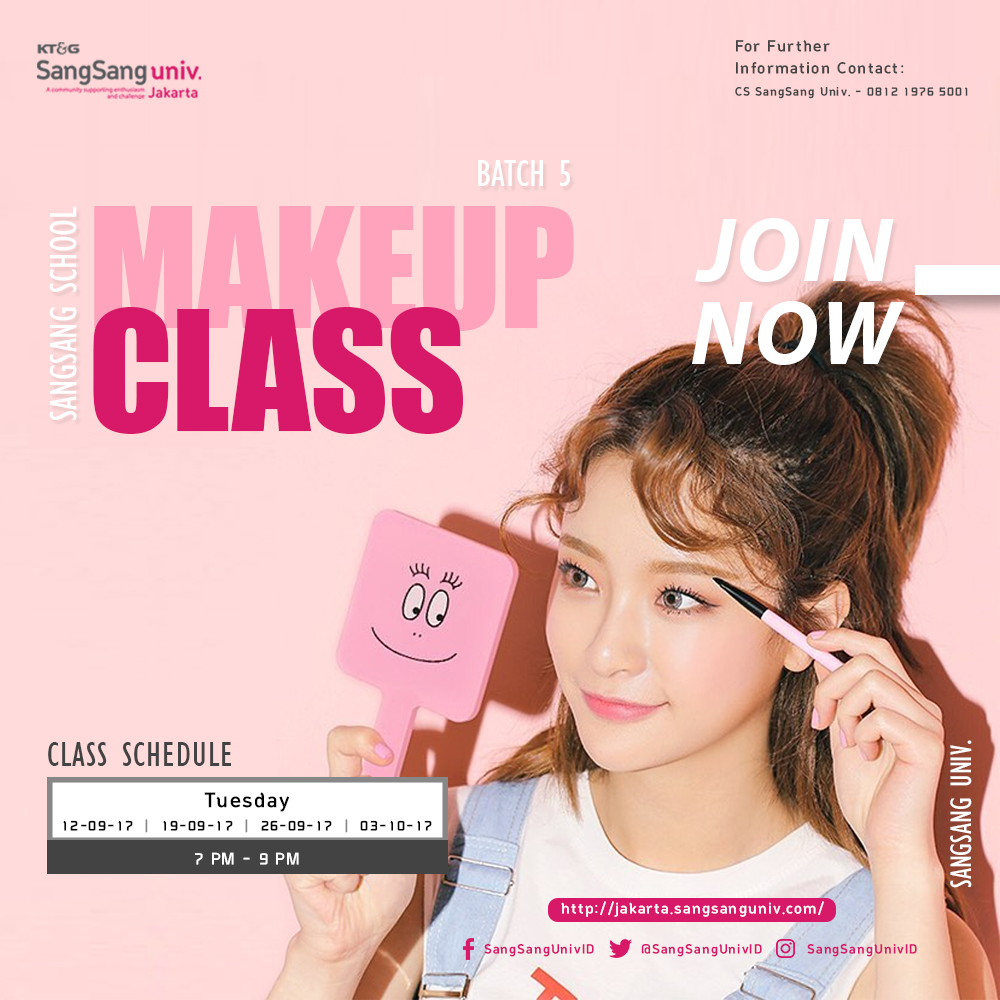 KT&G
SangSang univ.
A community supporting enthusiasm
and challenge Jakarta
For Further
Information Contact:
CS SangSang Univ. - 0812 1976 5001
BATCH 5
SANGSANG SCHOOL
MAKEUP
CLASS
JOIN
NOW
CLASS SCHEDULE
Tuesday
12-09-17 | 19-09-17 | 26-09-17 | 03-10-17
7 PM - 9 PM
SANGSANG UNIV.
http://jakarta.sangsanguniv.com/
SangSangUnivID @SangSangUnivID SangSangUnivID